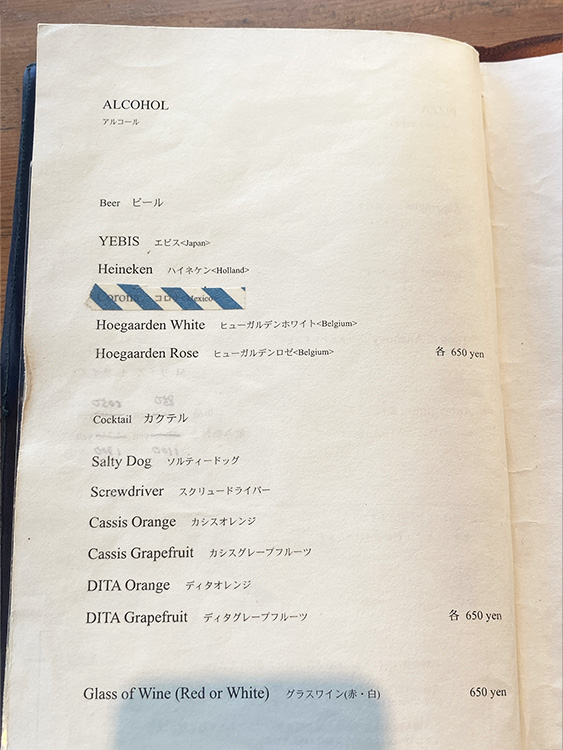 ALCOHOL
アルコール
Beer ビール
YEBIS エビス<Japan>
Heineken ハイネケン<Holland>
Corona コロナ<Mexico>
Hoegaarden White ヒューガルデンホワイト<Belgium>
Hoegaarden Rose ヒューガルデンロゼ<Belgium> 各 650 yen
Cocktail カクテル
Salty Dog ソルティードッグ
Screwdriver スクリュードライバー
Cassis Orange カシスオレンジ
Cassis Grapefruit カシスグレープフルーツ
DITA Orange ディタオレンジ
DITA Grapefruit ディタグレープフルーツ 各 650 yen
Glass of Wine (Red or White) グラスワイン(赤・白) 650 yen